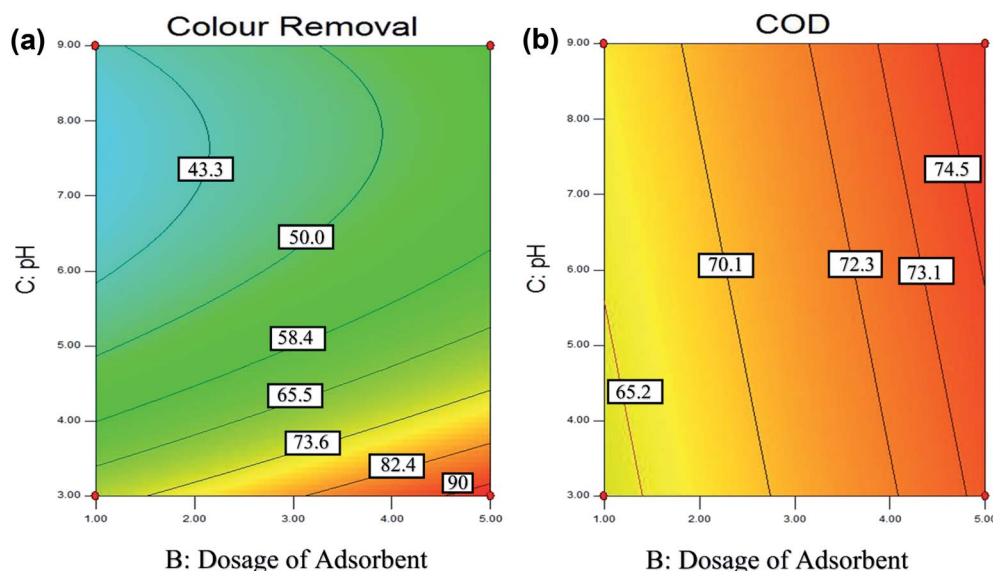 (a)
Colour Removal
9.00
8.00
7.00
6.00
5.00
4.00
3.00
C: pH
43.3
50.0
58.4
65.5
73.6
82.4
90
1.00 2.00 3.00 4.00 5.00
B: Dosage of Adsorbent
(b)
COD
9.00
8.00
7.00
6.00
5.00
4.00
3.00
C: pH
74.5
70.1
72.3
73.1
65.2
1.00 2.00 3.00 4.00 5.00
B: Dosage of Adsorbent